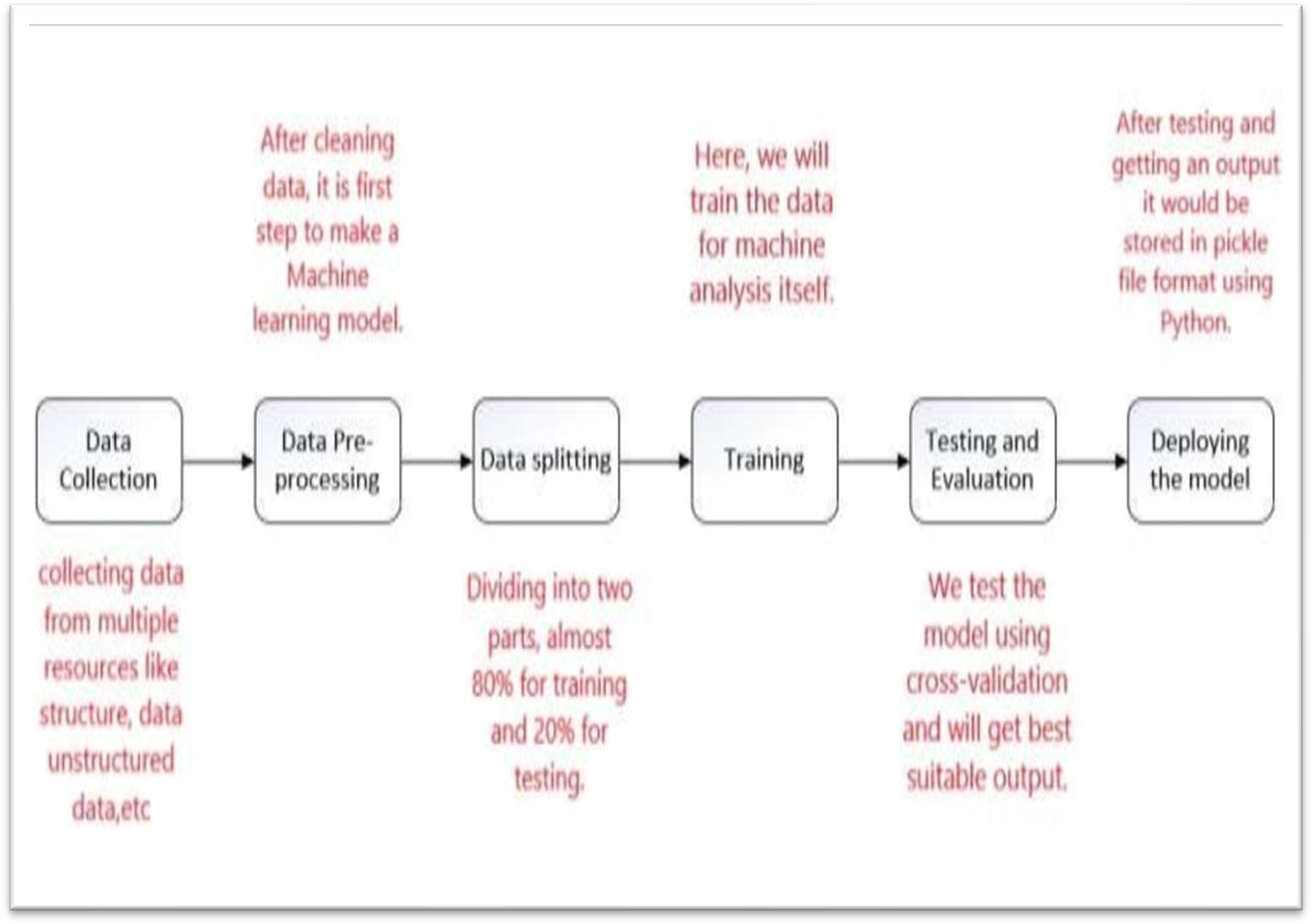 After cleaning
data, it is first
step to make a
Machine
learning model.
Here, we will
train the data
for machine
analysis itself.
After testing and
getting an output
it would be
stored in pickle
file format using
Python.
Data
Collection
Data Pre-
processing
Data splitting
Training
Testing and
Evaluation
Deploying
the model
collecting data
from multiple
resources like
structure, data
unstructured
data,etc
Dividing into two
parts, almost
80% for training
and 20% for
testing.
We test the
model using
cross-validation
and will get best
suitable output.